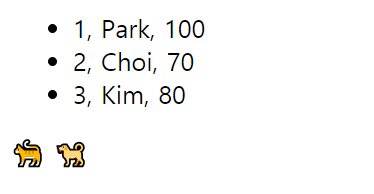 • 1, Park, 100
• 2, Choi, 70
• 3, Kim, 80
🐅 🐕